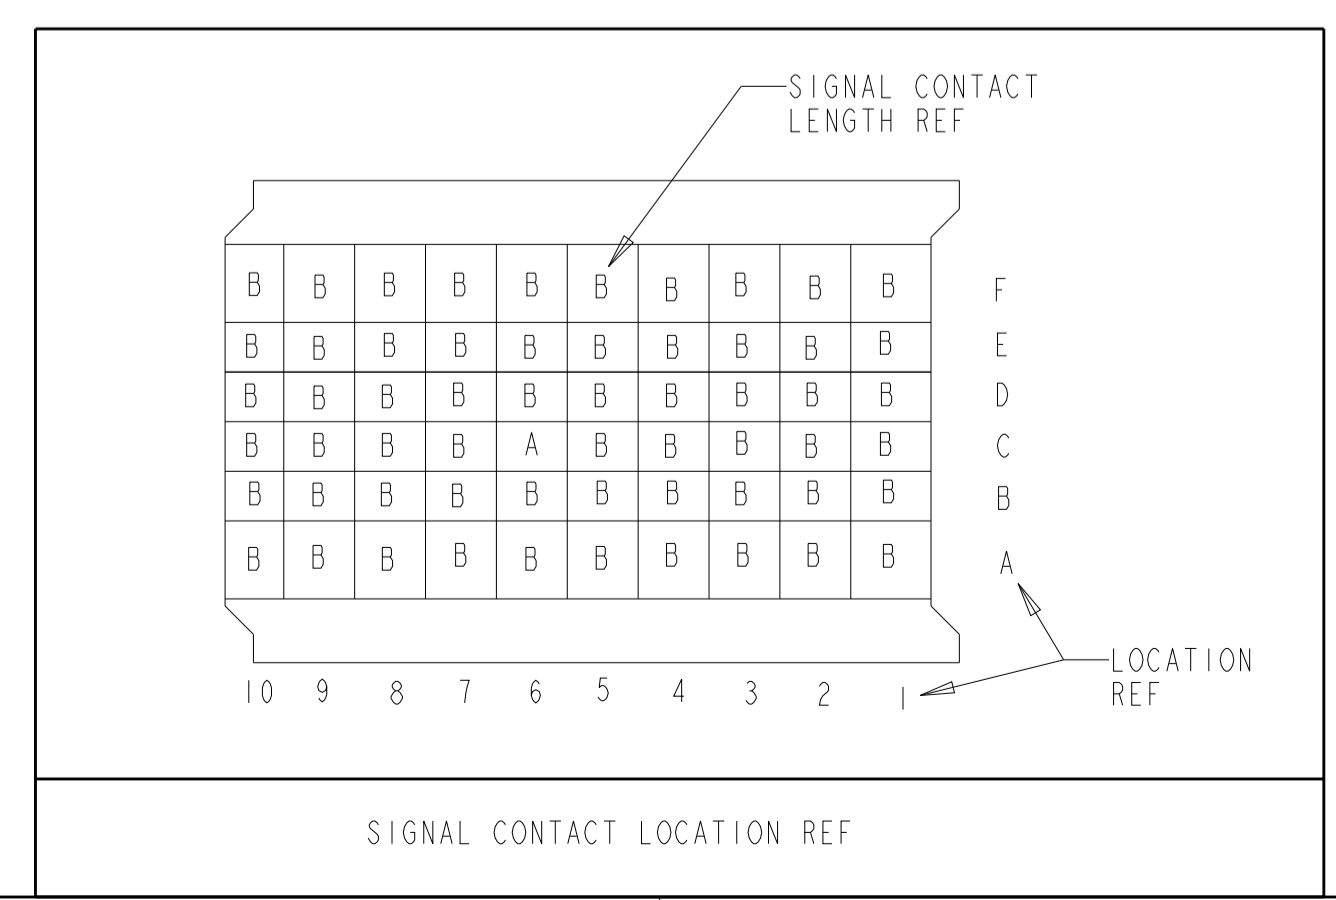 SIGNAL CONTACT
LENGTH REF
B B B B B B B B B B F
B B B B B B B B B B E
B B B B B B B B B B D
B B B B A B B B B B C
B B B B B B B B B B B
B B B B B B B B B B A
LOCATION
REF
10 9 8 7 6 5 4 3 2 1
SIGNAL CONTACT LOCATION REF